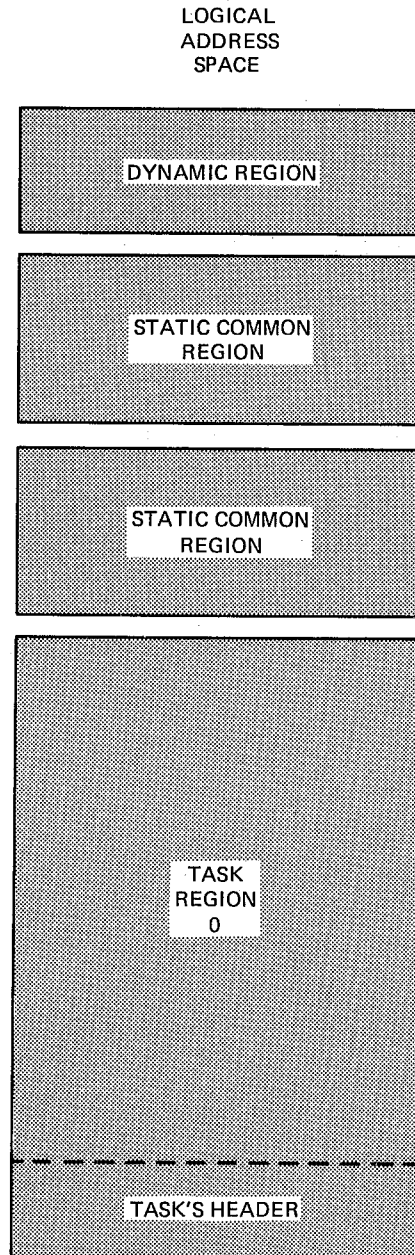 LOGICAL
ADDRESS
SPACE
DYNAMIC REGION
STATIC COMMON
REGION
STATIC COMMON
REGION
TASK
REGION
0
TASK'S HEADER